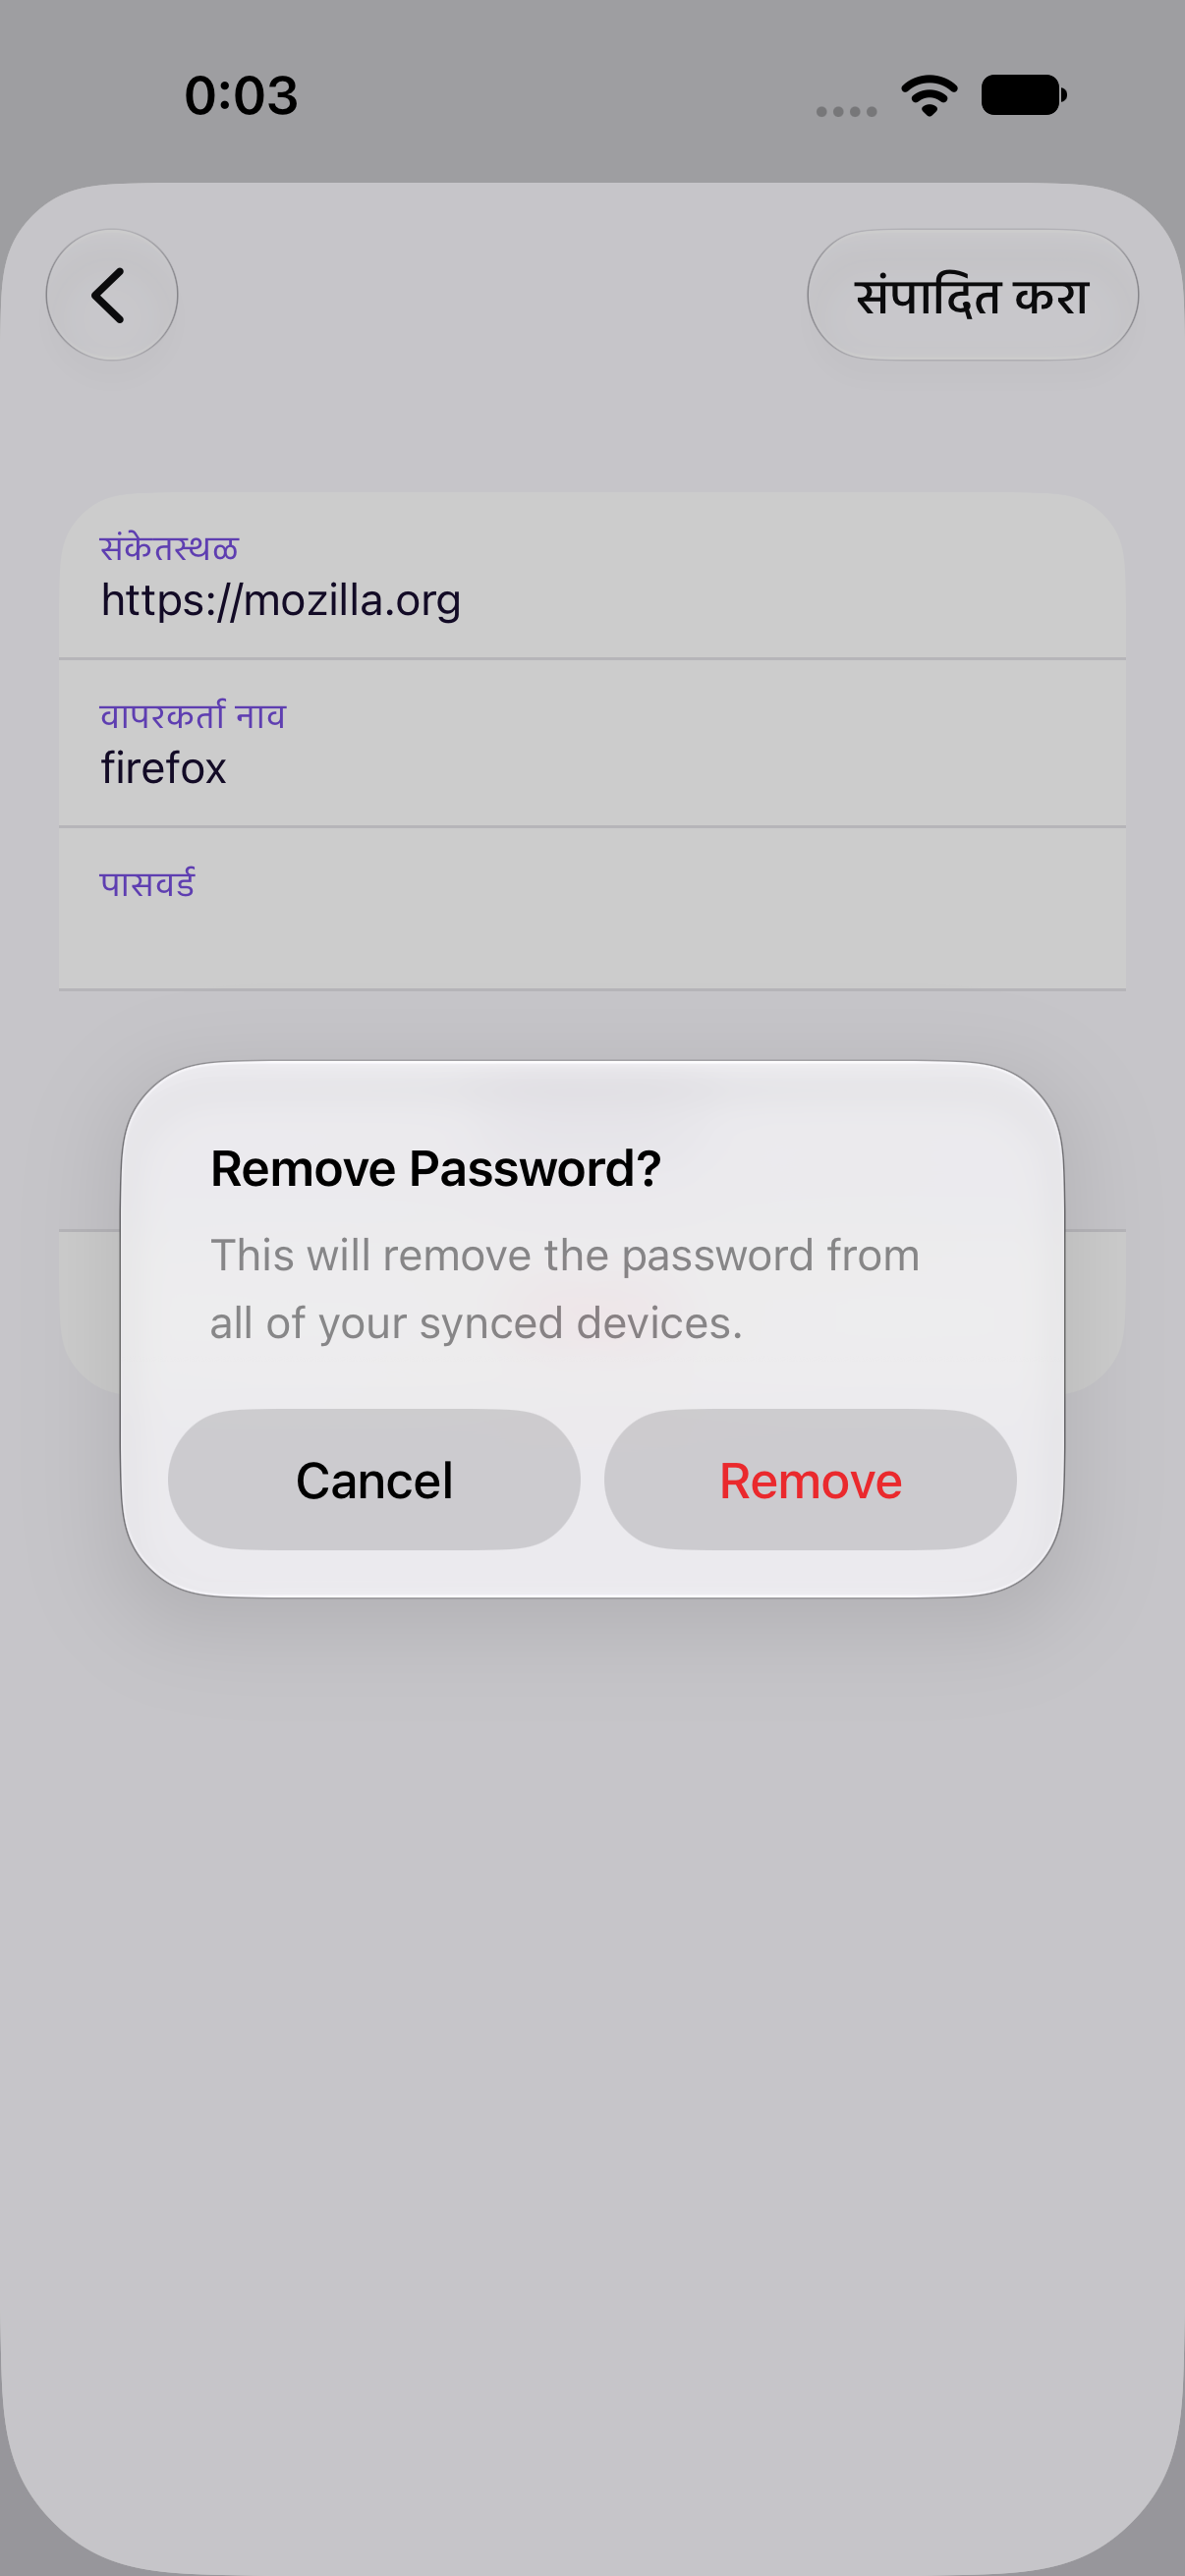 0:03
संपादित करा
संकेतस्थळ
https://mozilla.org
वापरकर्ता नाव
firefox
पासवर्ड
Remove Password?
This will remove the password from
all of your synced devices.
Cancel
Remove